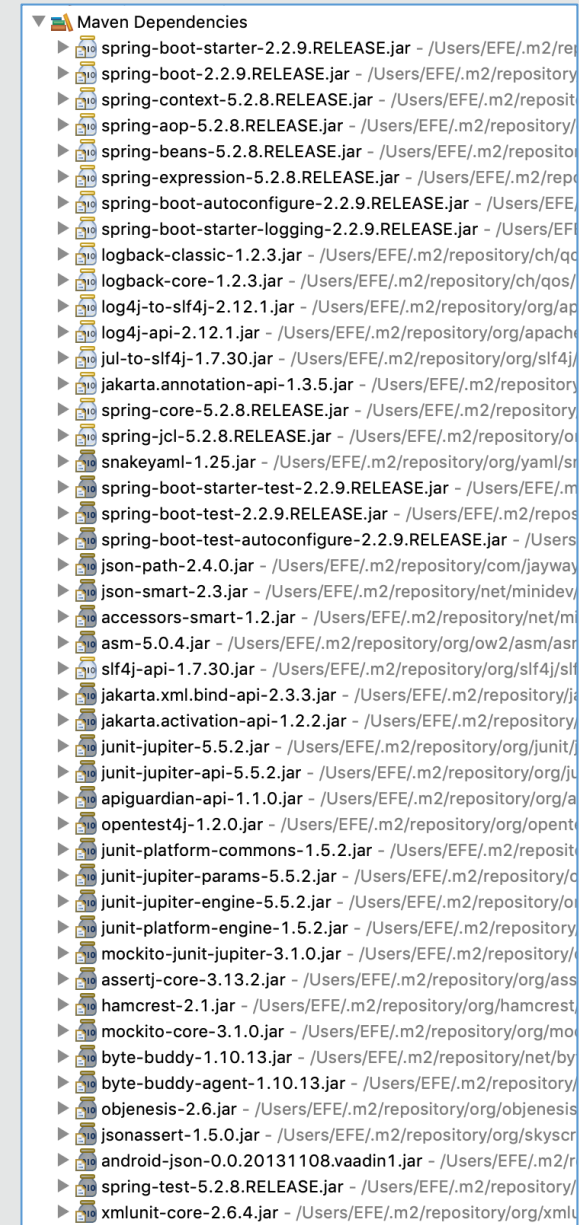 Maven Dependencies
spring-boot-starter-2.2.9.RELEASE.jar - /Users/EFE/.m2/rep
spring-boot-2.2.9.RELEASE.jar - /Users/EFE/.m2/repository
spring-context-5.2.8.RELEASE.jar - /Users/EFE/.m2/reposit
spring-aop-5.2.8.RELEASE.jar - /Users/EFE/.m2/repository/
spring-beans-5.2.8.RELEASE.jar - /Users/EFE/.m2/repositor
spring-expression-5.2.8.RELEASE.jar - /Users/EFE/.m2/repo
spring-boot-autoconfigure-2.2.9.RELEASE.jar - /Users/EFE/
spring-boot-starter-logging-2.2.9.RELEASE.jar - /Users/EFE
logback-classic-1.2.3.jar - /Users/EFE/.m2/repository/ch/qo
logback-core-1.2.3.jar - /Users/EFE/.m2/repository/ch/qos/
log4j-to-slf4j-2.12.1.jar - /Users/EFE/.m2/repository/org/ap
log4j-api-2.12.1.jar - /Users/EFE/.m2/repository/org/apache
jul-to-slf4j-1.7.30.jar - /Users/EFE/.m2/repository/org/slf4j/
jakarta.annotation-api-1.3.5.jar - /Users/EFE/.m2/repository
spring-core-5.2.8.RELEASE.jar - /Users/EFE/.m2/repository
spring-jcl-5.2.8.RELEASE.jar - /Users/EFE/.m2/repository/o
snakeyaml-1.25.jar - /Users/EFE/.m2/repository/org/yaml/sn
spring-boot-starter-test-2.2.9.RELEASE.jar - /Users/EFE/.m
spring-boot-test-2.2.9.RELEASE.jar - /Users/EFE/.m2/repos
spring-boot-test-autoconfigure-2.2.9.RELEASE.jar - /Users
json-path-2.4.0.jar - /Users/EFE/.m2/repository/com/jayway
json-smart-2.3.jar - /Users/EFE/.m2/repository/net/minidev/
accessors-smart-1.2.jar - /Users/EFE/.m2/repository/net/mi
asm-5.0.4.jar - /Users/EFE/.m2/repository/org/ow2/asm/asm
slf4j-api-1.7.30.jar - /Users/EFE/.m2/repository/org/slf4j/slf
jakarta.xml.bind-api-2.3.3.jar - /Users/EFE/.m2/repository/ja
jakarta.activation-api-1.2.2.jar - /Users/EFE/.m2/repository/
junit-jupiter-5.5.2.jar - /Users/EFE/.m2/repository/org/junit/j
junit-jupiter-api-5.5.2.jar - /Users/EFE/.m2/repository/org/ju
apiguardian-api-1.1.0.jar - /Users/EFE/.m2/repository/org/a
opentest4j-1.2.0.jar - /Users/EFE/.m2/repository/org/opente
junit-platform-commons-1.5.2.jar - /Users/EFE/.m2/reposit
junit-jupiter-params-5.5.2.jar - /Users/EFE/.m2/repository/o
junit-jupiter-engine-5.5.2.jar - /Users/EFE/.m2/repository/or
junit-platform-engine-1.5.2.jar - /Users/EFE/.m2/repository/
mockito-junit-jupiter-3.1.0.jar - /Users/EFE/.m2/repository/o
assertj-core-3.13.2.jar - /Users/EFE/.m2/repository/org/ass
hamcrest-2.1.jar - /Users/EFE/.m2/repository/org/hamcrest/
mockito-core-3.1.0.jar - /Users/EFE/.m2/repository/org/moc
byte-buddy-1.10.13.jar - /Users/EFE/.m2/repository/net/by
byte-buddy-agent-1.10.13.jar - /Users/EFE/.m2/repository/
objenesis-2.6.jar - /Users/EFE/.m2/repository/org/objenesis
jsonassert-1.5.0.jar - /Users/EFE/.m2/repository/org/skyscr
android-json-0.0.20131108.vaadin1.jar - /Users/EFE/.m2/r
spring-test-5.2.8.RELEASE.jar - /Users/EFE/.m2/repository/
xmlunit-core-2.6.4.jar - /Users/EFE/.m2/repository/org/xmlu